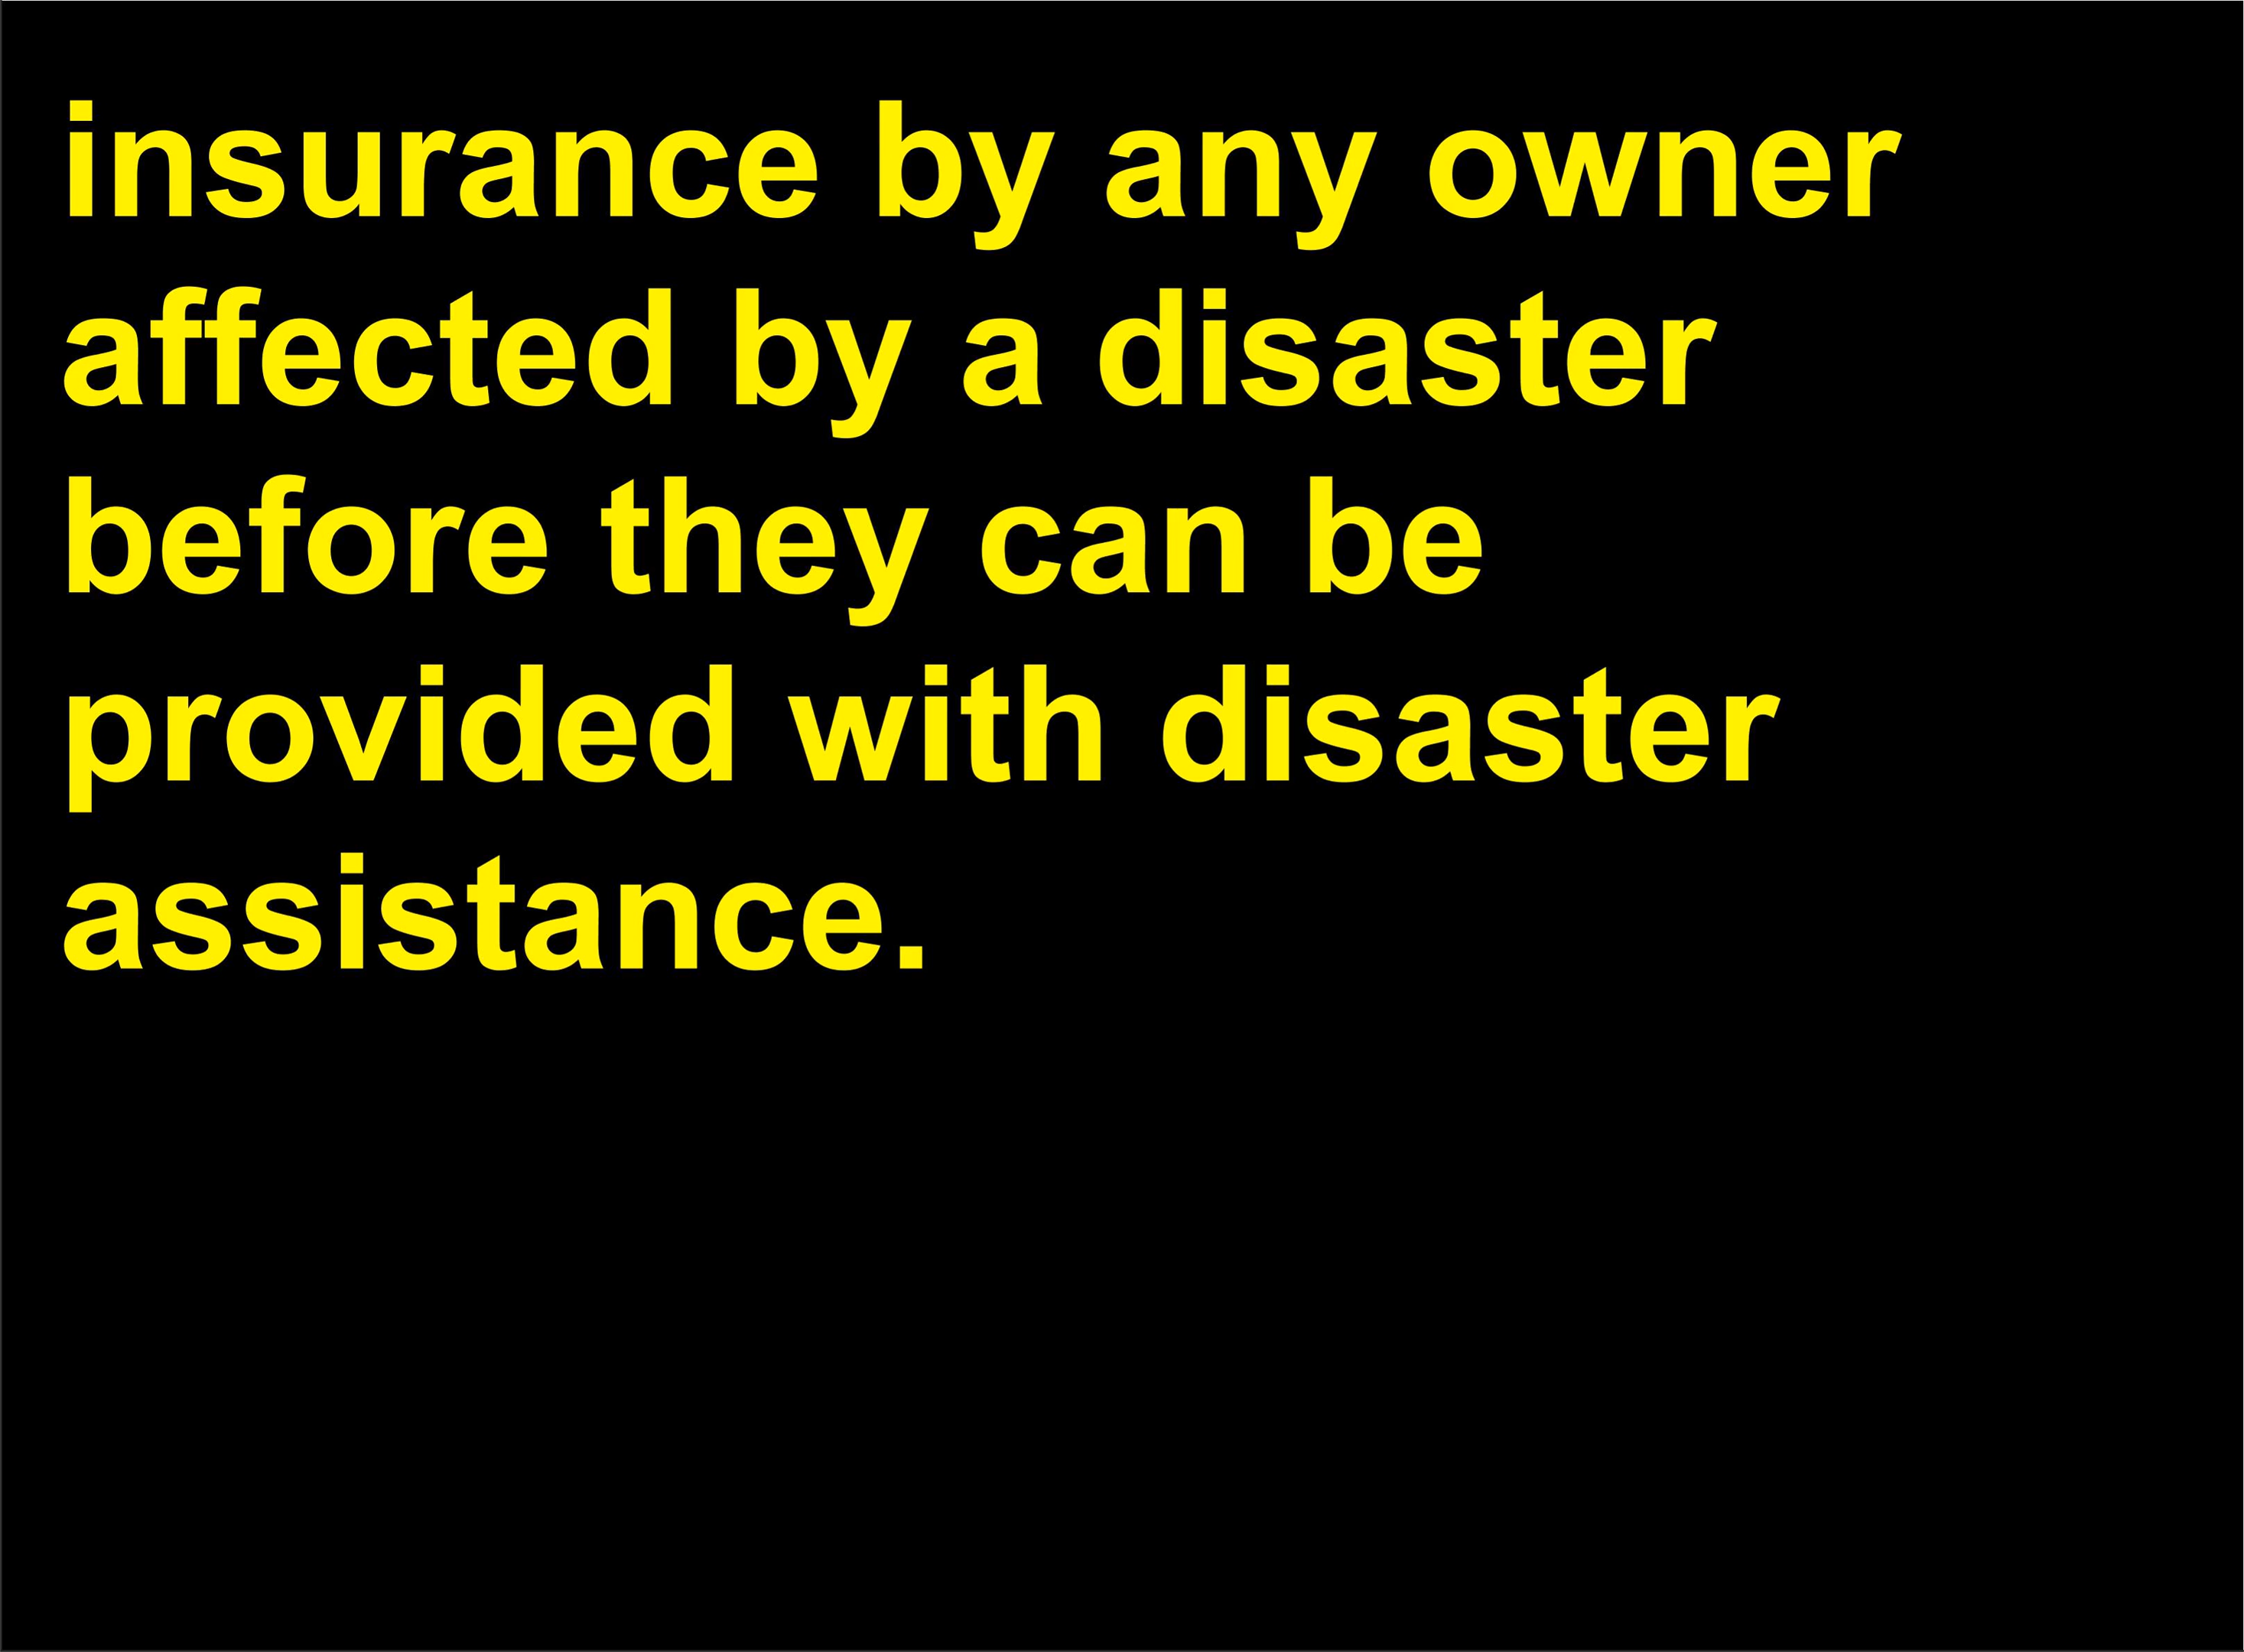 insurance by any owner
affected by a disaster
before they can be
provided with disaster
assistance.